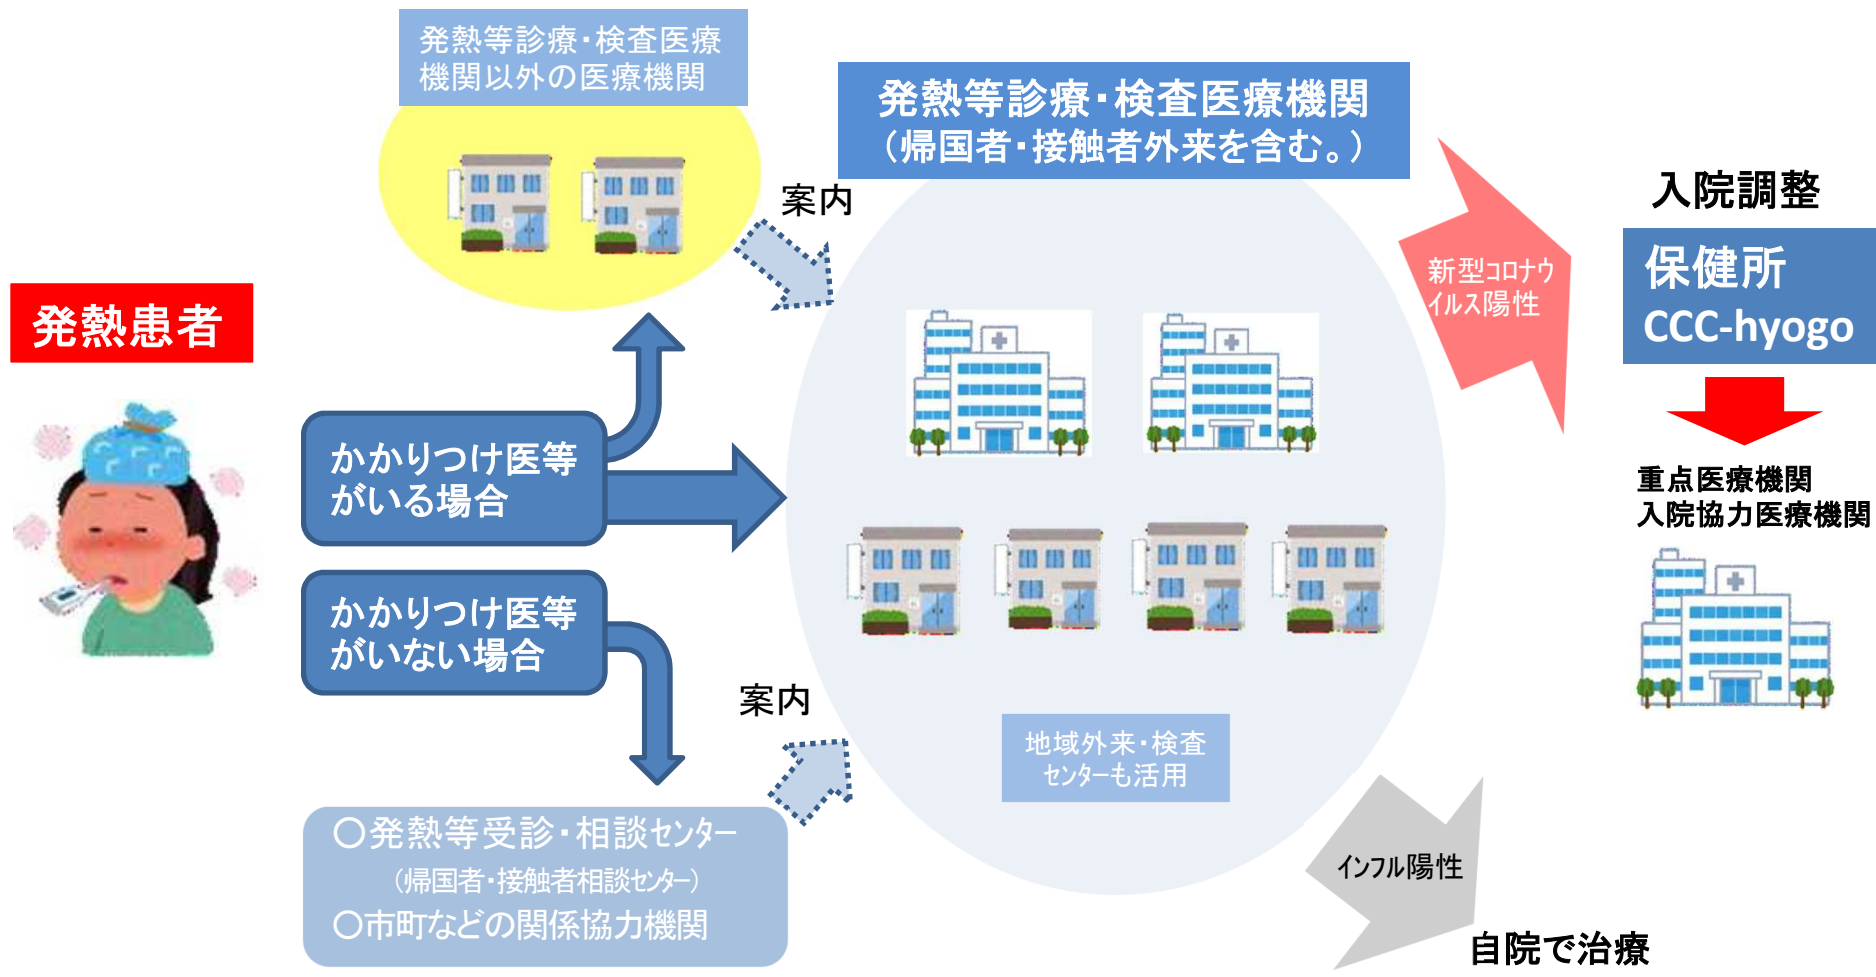 発熱等診療・検査医療
機関以外の医療機関
発熱等診療・検査医療機関
（帰国者・接触者外来を含む。）
案内
入院調整
保健所
CCC-hyogo
新型コロナウ
イルス陽性
発熱患者
かかりつけ医等
がいる場合
重点医療機関
入院協力医療機関
かかりつけ医等
がいない場合
案内
地域外来・検査
センターも活用
○発熱等受診・相談センター
（帰国者・接触者相談センター）
○市町などの関係協力機関
インフル陽性
自院で治療